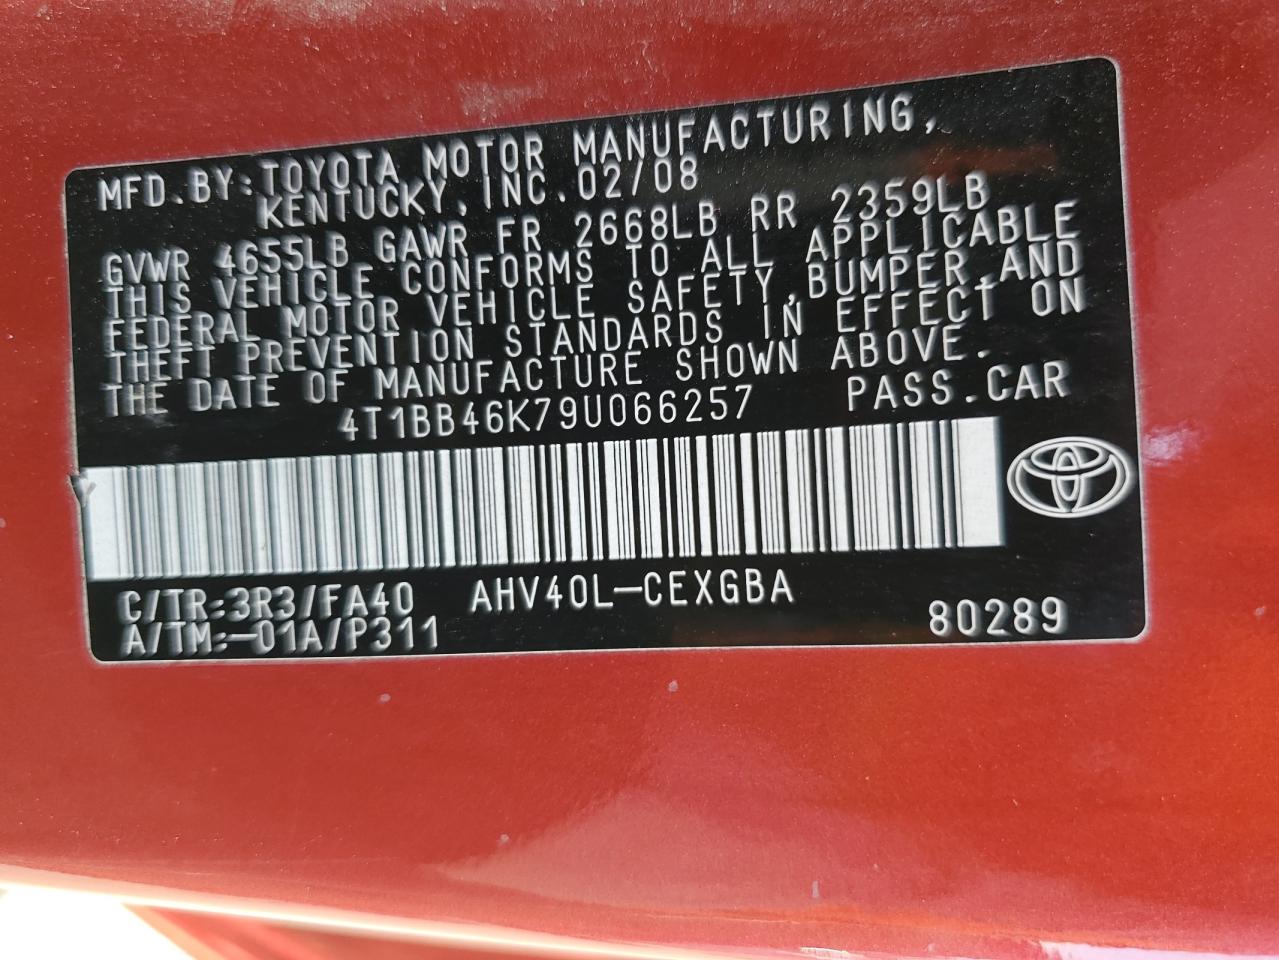 MFD.BY:TOYOTA MOTOR MANUFACTURING,
KENTUCKY,INC.02/08
GVWR 4655LB GAWR FR 2668LB RR 2359LB
THIS VEHICLE CONFORMS TO ALL APPLICABLE
FEDERAL MOTOR VEHICLE SAFETY,BUMPER,AND
THEFT PREVENTION STANDARDS IN EFFECT ON
THE DATE OF MANUFACTURE SHOWN ABOVE.
4T1BB46K79U066257 PASS.CAR
C/TR:3R3/FA40 AHV40L-CEXGBA
A/TM:-01A/P311 80289